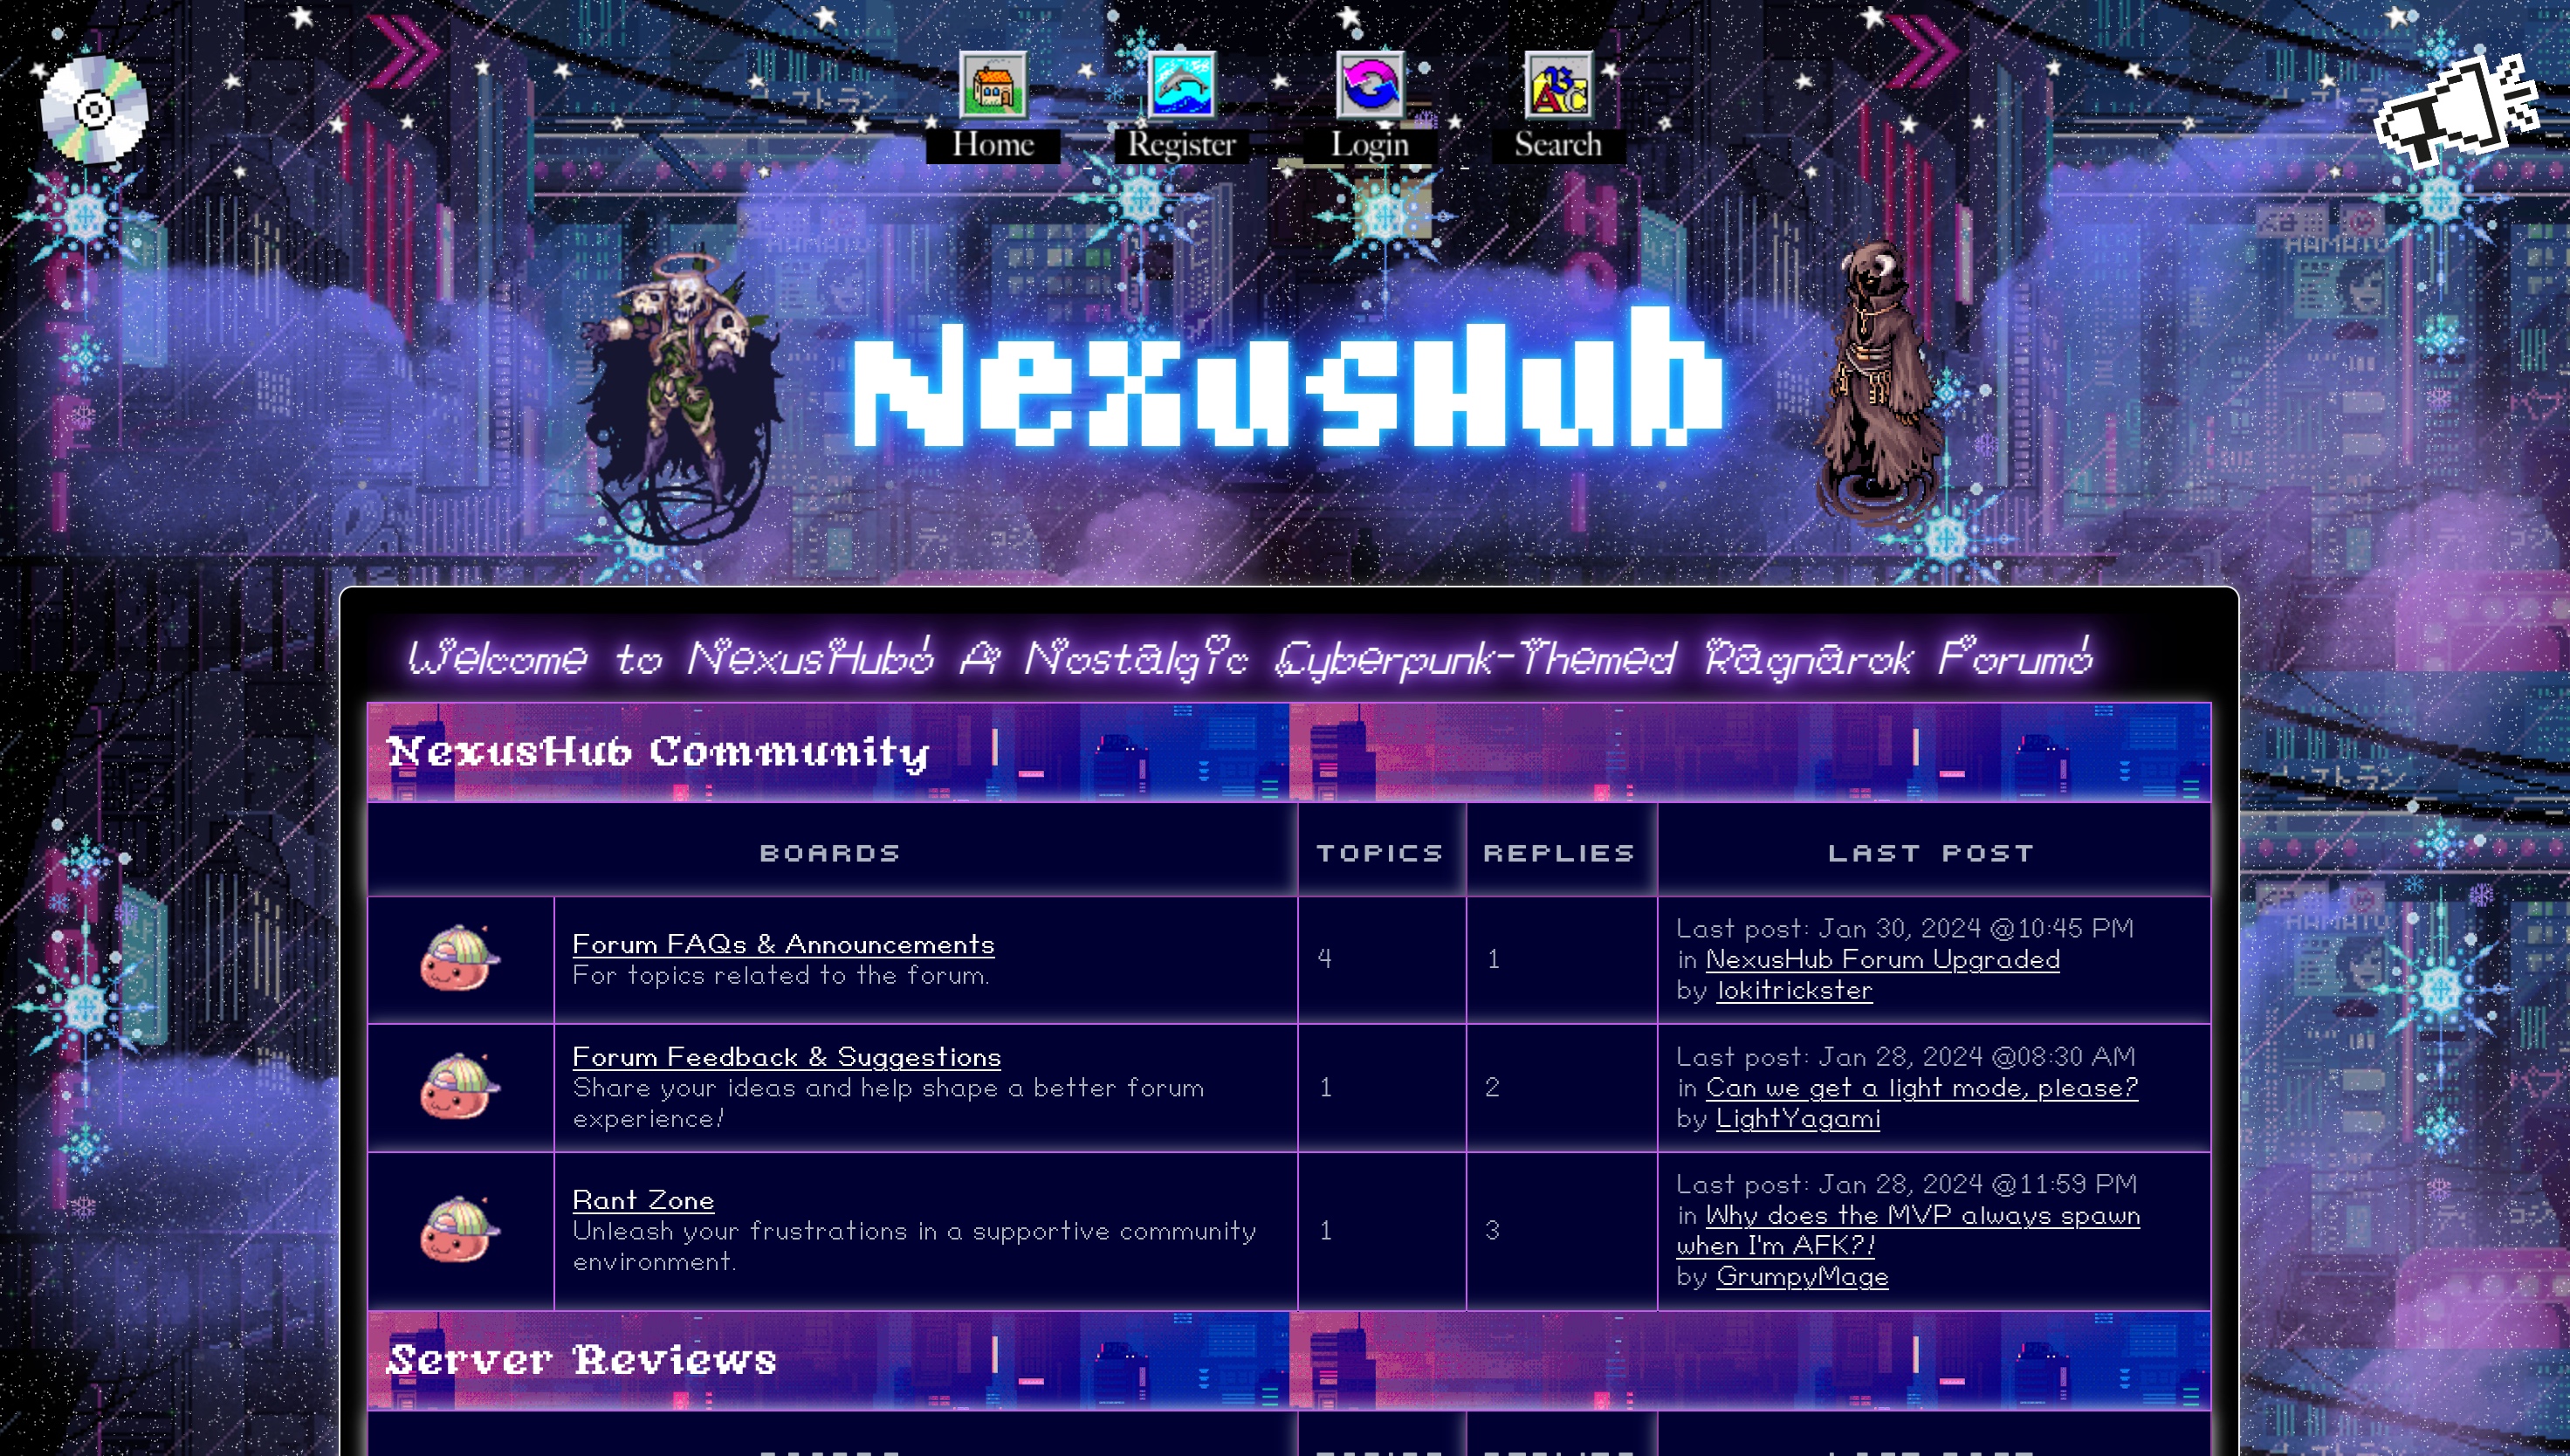 Home
Register
Login
Search
NexusHub
Welcome to NexusHub! A Nostalgic Cyberpunk-Themed Ragnarok Forum!
NexusHub Community
BOARDS
TOPICS
REPLIES
LAST POST
Forum FAQs & Announcements
For topics related to the forum.
4
1
Last post: Jan 30, 2024 @10:45 PM
in NexusHub Forum Upgraded
by lokitrickster
Forum Feedback & Suggestions
Share your ideas and help shape a better forum
experience!
1
2
Last post: Jan 28, 2024 @08:30 AM
in Can we get a light mode, please?
by LightYagami
Rant Zone
Unleash your frustrations in a supportive community
environment.
1
3
Last post: Jan 28, 2024 @11:59 PM
in Why does the MVP always spawn
when I'm AFK?!
by GrumpyMage
Server Reviews